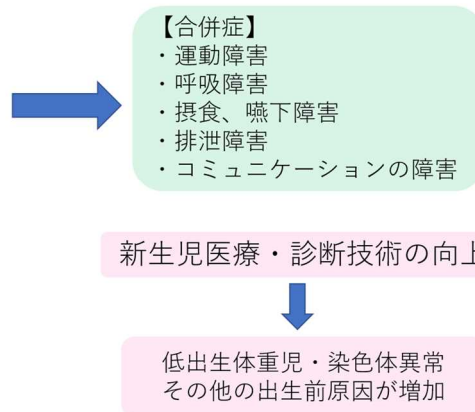 【合併症】
・運動障害
・呼吸障害
・摂食、嚥下障害
・排泄障害
・コミュニケーションの障害
新生児医療・診断技術の向上
低出生体重児・染色体異常
その他の出生前原因が増加